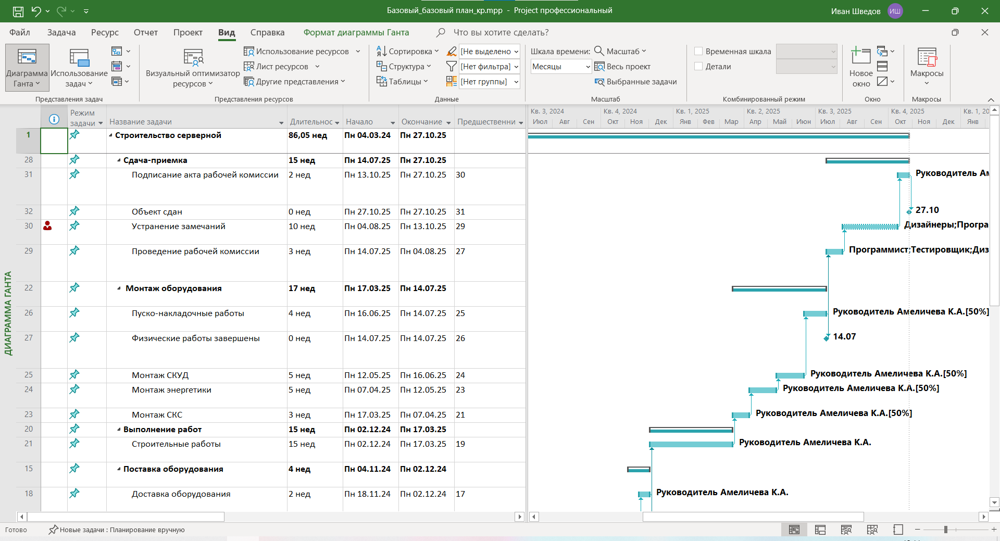 Базовый_базовый план_кр.mpp - Project профессиональный
Иван Шведов
ИШ
Файл Задача Ресурс Отчет Проект Вид Справка Формат диаграммы Ганта Что вы хотите сделать?
Диаграмма Ганта
Использование задач
Представления задач
Визуальный оптимизатор ресурсов
Использование ресурсов
Лист ресурсов
Другие представления
Представления ресурсов
Сортировка
Структура
Таблицы
[Не выделено
[Нет фильтра]
[Нет группы]
Данные
Шкала времени:
Месяцы
Масштаб
Весь проект
Выбранные задачи
Масштаб
Временная шкала
Детали
Комбинированный режим
Новое окно
Окно
Макросы
Макросы
ДИАГРАММА ГАНТА
Режим задачи Название задачи Длительнос Начало Окончание Предшественни
1 Строительство серверной 86,05 нед Пн 04.03.24 Пн 27.10.25
28 Сдача-приемка 15 нед Пн 14.07.25 Пн 27.10.25
31 Подписание акта рабочей комиссии 2 нед Пн 13.10.25 Пн 27.10.25 30
32 Объект сдан 0 нед Пн 27.10.25 Пн 27.10.25 31
30 Устранение замечаний 10 нед Пн 04.08.25 Пн 13.10.25 29
29 Проведение рабочей комиссии 3 нед Пн 14.07.25 Пн 04.08.25 27
22 Монтаж оборудования 17 нед Пн 17.03.25 Пн 14.07.25
26 Пуско-накладочные работы 4 нед Пн 16.06.25 Пн 14.07.25 25
27 Физические работы завершены 0 нед Пн 14.07.25 Пн 14.07.25 26
25 Монтаж СКУД 5 нед Пн 12.05.25 Пн 16.06.25 24
24 Монтаж энергетики 5 нед Пн 07.04.25 Пн 12.05.25 23
23 Монтаж СКС 3 нед Пн 17.03.25 Пн 07.04.25 21
20 Выполнение работ 15 нед Пн 02.12.24 Пн 17.03.25
21 Строительные работы 15 нед Пн 02.12.24 Пн 17.03.25 19
15 Поставка оборудования 4 нед Пн 04.11.24 Пн 02.12.24
18 Доставка оборудования 2 нед Пн 18.11.24 Пн 02.12.24 17
Кв. 3, 2024 Кв. 4, 2024 Кв. 1, 2025 Кв. 2, 2025 Кв. 3, 2025 Кв. 4, 2025 Кв. 1, 20
Июл Авг Сен Окт Ноя Дек Янв Фев Мар Апр Май Июн Июл Авг Сен Окт Ноя Дек Янв
Руководитель Ам
27.10
Дизайнеры;Програ
Программист;Тестировщик;Диз
Руководитель Амеличева К.А.[50%]
14.07
Руководитель Амеличева К.А.[50%]
Руководитель Амеличева К.А.[50%]
Руководитель Амеличева К.А.[50%]
Руководитель Амеличева К.А.
Руководитель Амеличева К.А.
Готово
Новые задачи : Планирование вручную